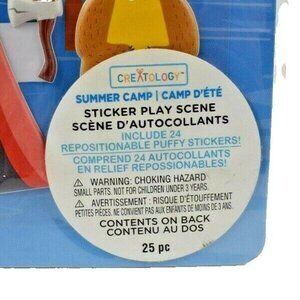 CREATOLOGY™
SUMMER CAMP | CAMP D'ÉTÉ
STICKER PLAY SCENE
SCÈNE D'AUTOCOLLANTS
INCLUDE 24
REPOSITIONABLE PUFFY STICKERS!
COMPREND 24 AUTOCOLLANTS
EN RELIEF REPOSSIONABLES!
⚠ WARNING: CHOKING HAZARD
SMALL PARTS. NOT FOR CHILDREN UNDER 3 YEARS.
⚠ AVERTISSEMENT : RISQUE D'ÉTOUFFEMENT
PETITES PIÈCES. NE CONVIENT PAS AUX ENFANTS DE MOINS DE 3 ANS.
CONTENTS ON BACK
CONTENU AU DOS
25 pc